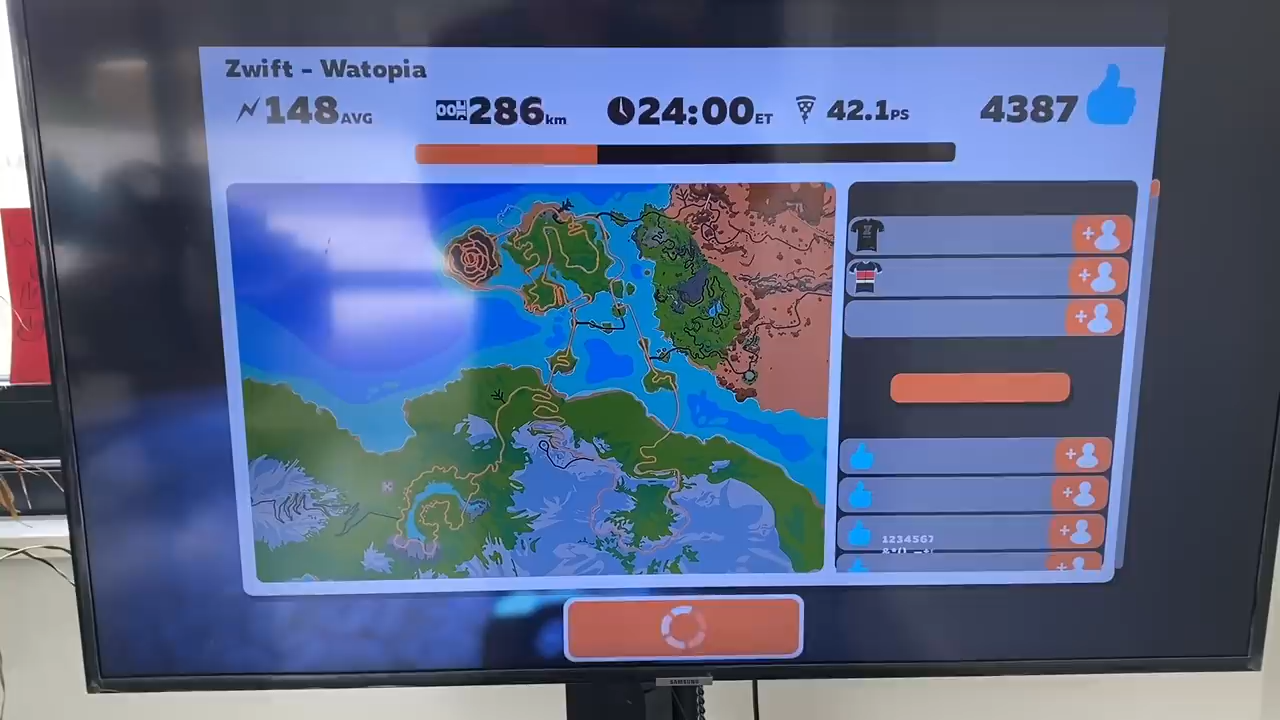 Zwift - Watopia
148AVG
286km
24:00ET
42.1PS
4387
1234567
SAMSUNG